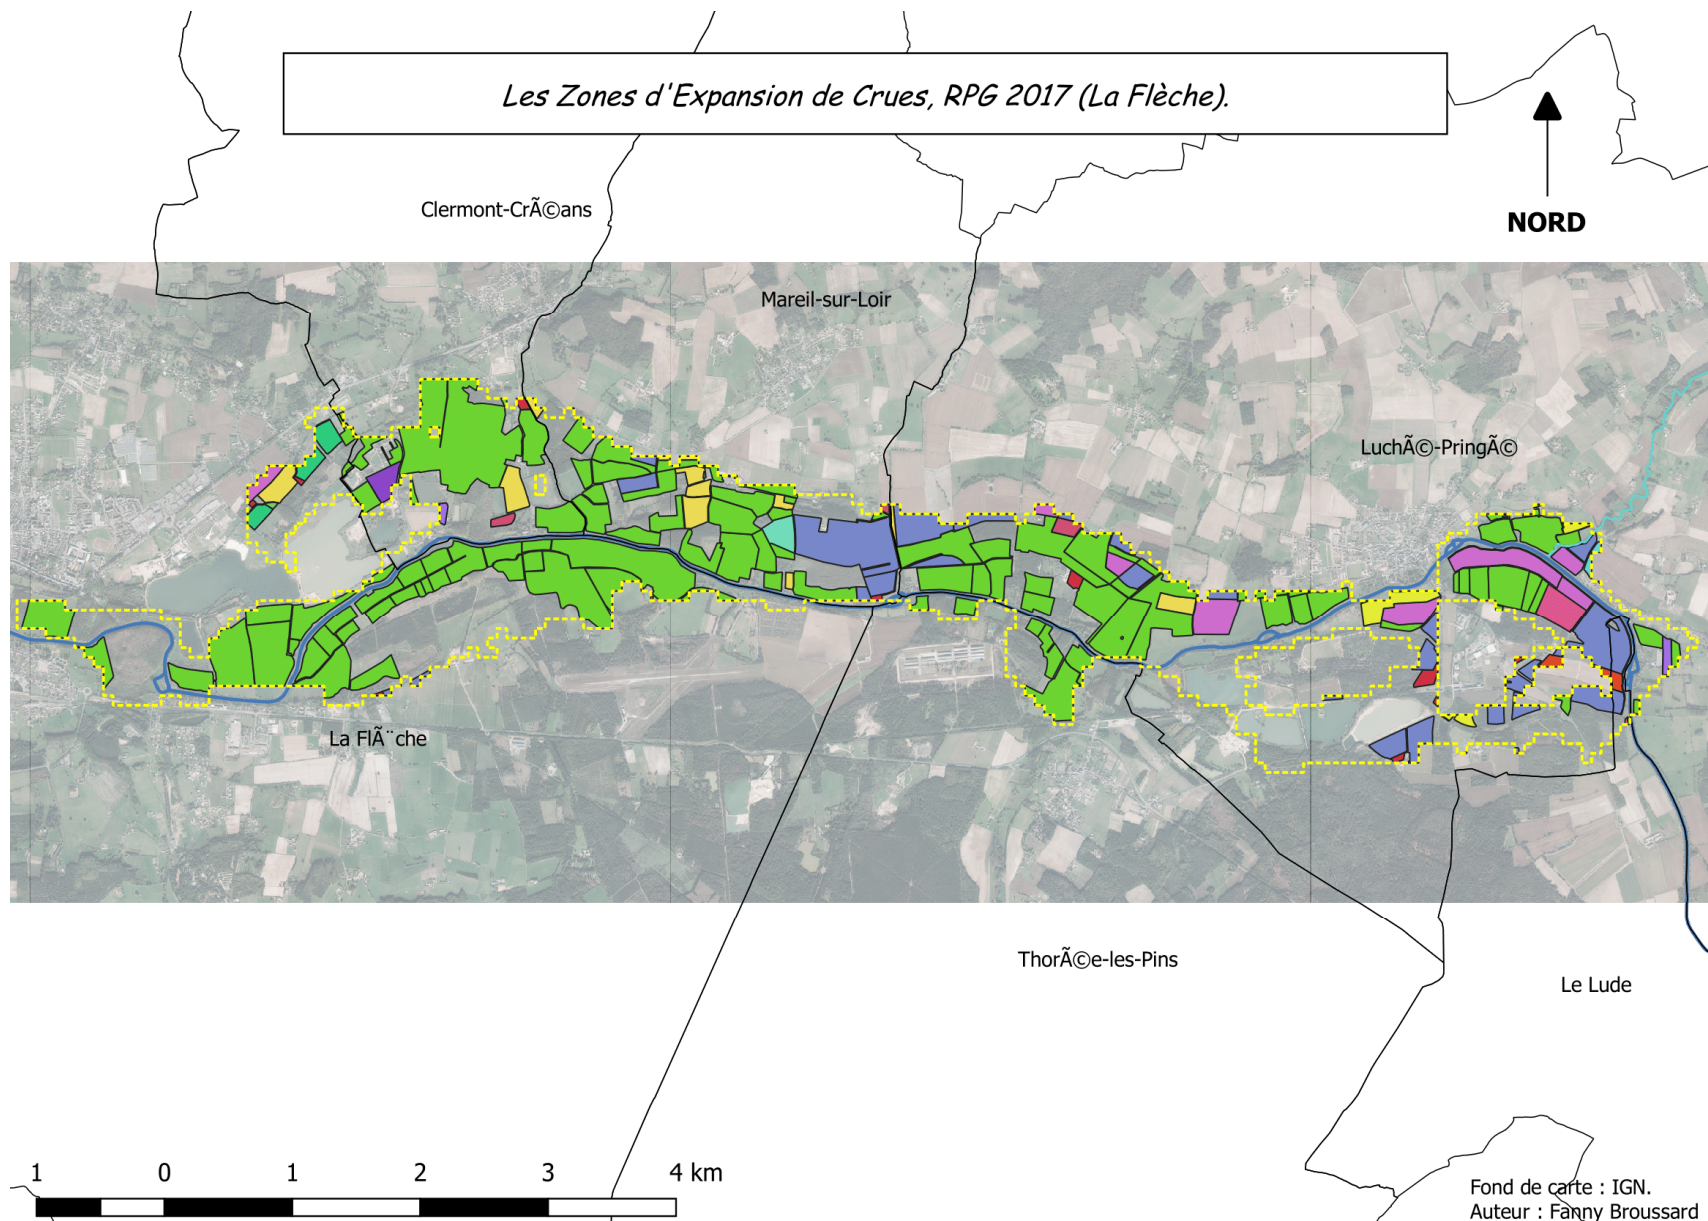 Les Zones d'Expansion de Crues, RPG 2017 (La Flèche).
NORD
Clermont-CrÃ©ans
Mareil-sur-Loir
LuchÃ©-PringÃ©
La FlÃ¨che
ThorÃ©e-les-Pins
Le Lude
1 0 1 2 3 4 km
Fond de carte : IGN.
Auteur : Fanny Broussard